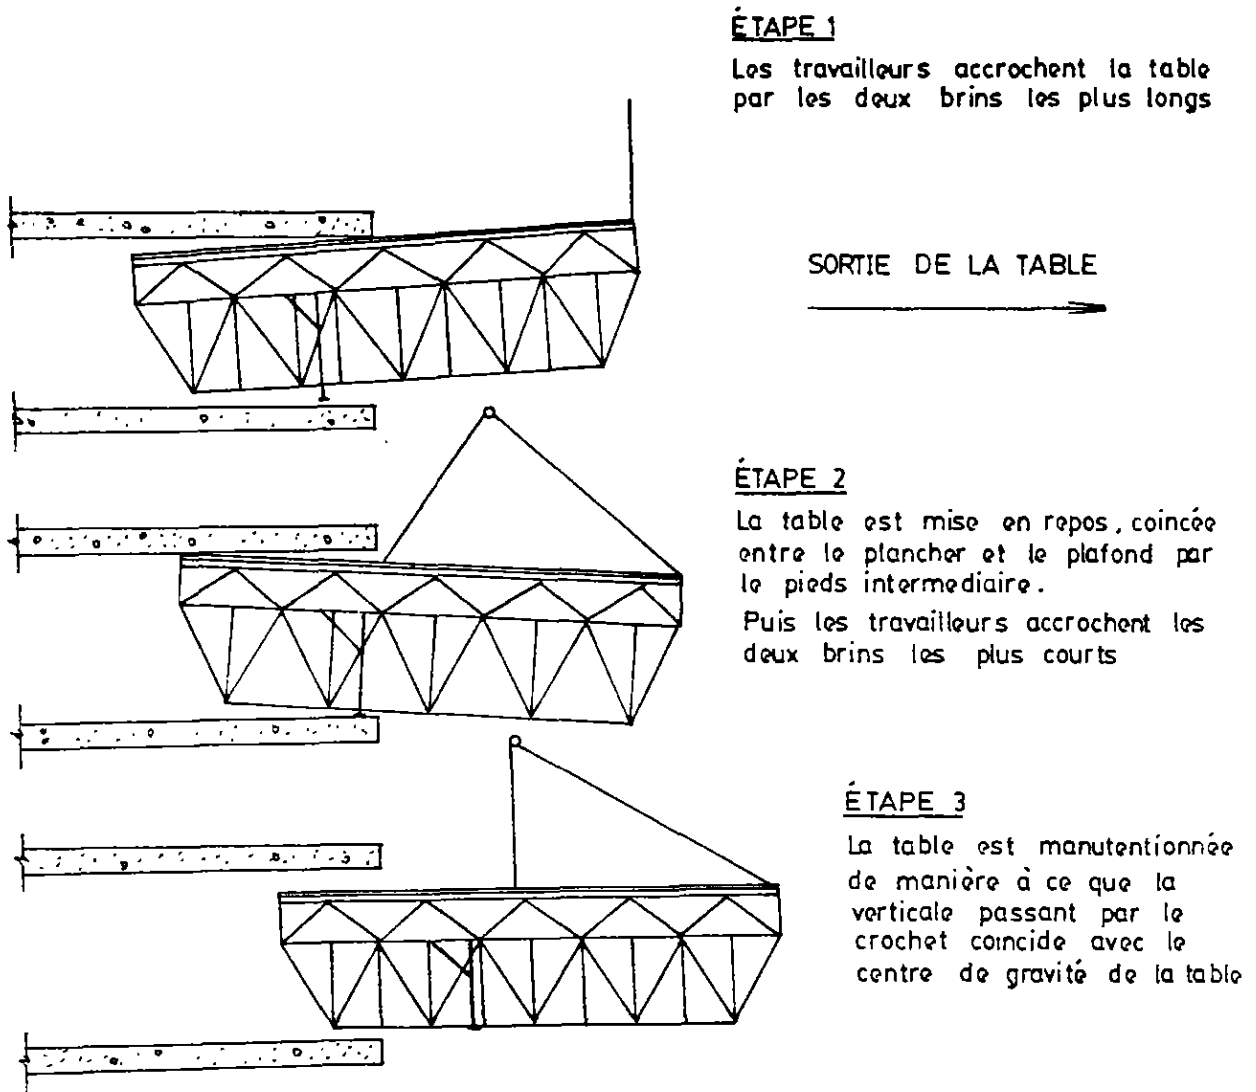 ÉTAPE 1
Les travailleurs accrochent la table
par les deux brins les plus longs
SORTIE DE LA TABLE
ÉTAPE 2
La table est mise en repos, coincée
entre le plancher et le plafond par
le pieds intermediaire.
Puis les travailleurs accrochent les
deux brins les plus courts
ÉTAPE 3
La table est manutentionnée
de manière à ce que la
verticale passant par le
crochet coincide avec le
centre de gravité de la table